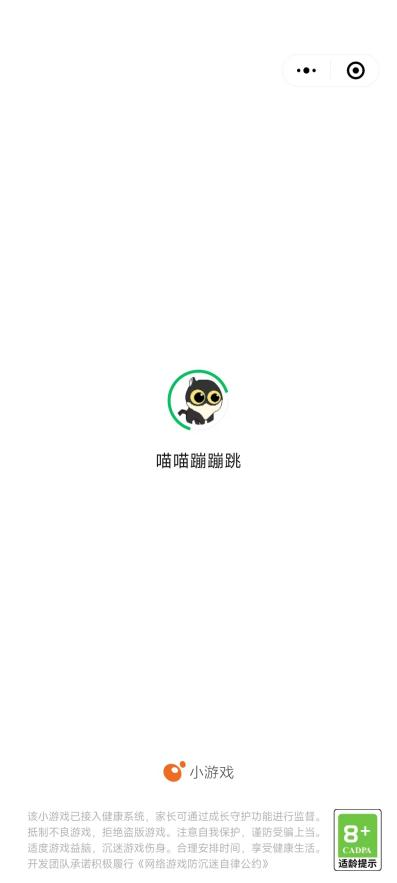 喵喵蹦蹦跳
小游戏
该小游戏已接入健康系统，家长可通过成长守护功能进行监督。
抵制不良游戏，拒绝盗版游戏。注意自我保护，谨防受骗上当。
适度游戏益脑，沉迷游戏伤身。合理安排时间，享受健康生活。
开发团队承诺积极履行《网络游戏防沉迷自律公约》
8+
CADPA
适龄提示